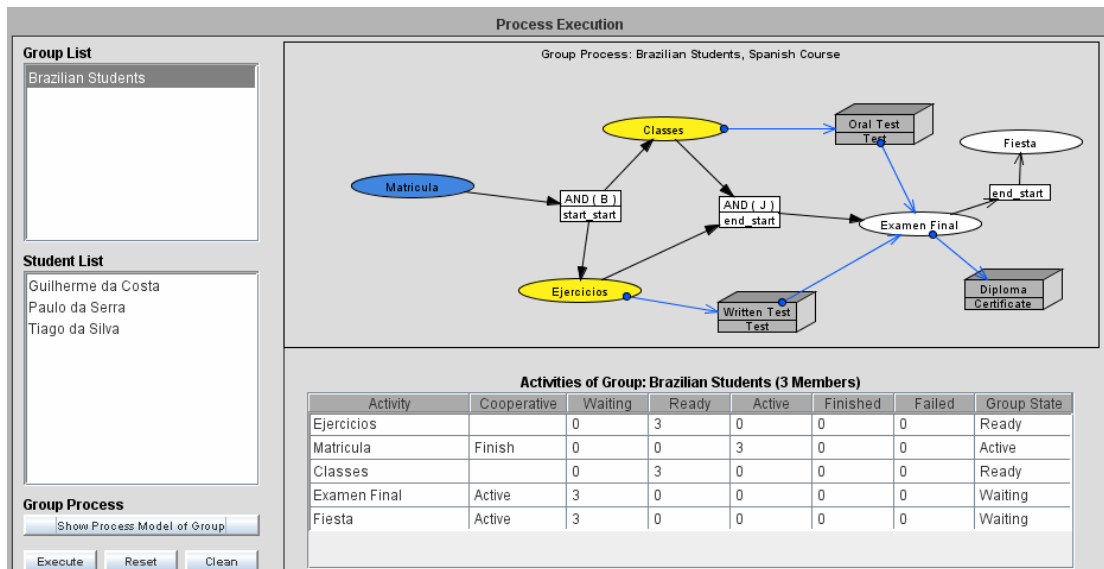 Process Execution
Group List
Brazilian Students
Student List
Guilherme da Costa
Paulo da Serra
Tiago da Silva
Group Process
Show Process Model of Group
Execute Reset Clean
Group Process: Brazilian Students, Spanish Course
Matricula
AND ( B )
start_start
Classes
Ejercicios
AND ( J )
end_start
Oral Test
Test
Written Test
Test
Examen Final
end_start
Fiesta
Diploma
Certificate
Activities of Group: Brazilian Students (3 Members)
Activity Cooperative Waiting Ready Active Finished Failed Group State
Ejercicios 0 3 0 0 0 Ready
Matricula Finish 0 0 3 0 0 Active
Classes 0 3 0 0 0 Ready
Examen Final Active 3 0 0 0 0 Waiting
Fiesta Active 3 0 0 0 0 Waiting